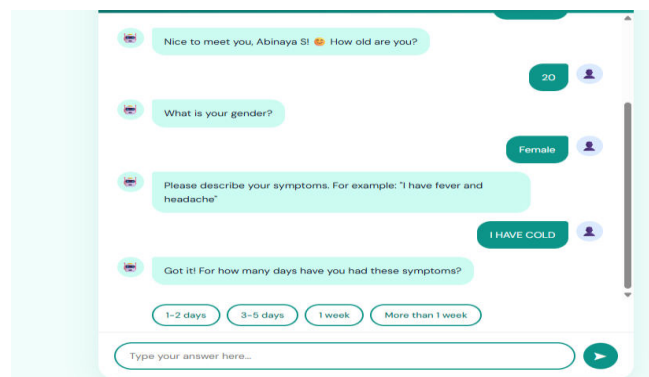 Nice to meet you, Abinaya S! 😊 How old are you?
20
What is your gender?
Female
Please describe your symptoms. For example: "I have fever and
headache"
I HAVE COLD
Got it! For how many days have you had these symptoms?
1-2 days
3-5 days
1 week
More than 1 week
Type your answer here...